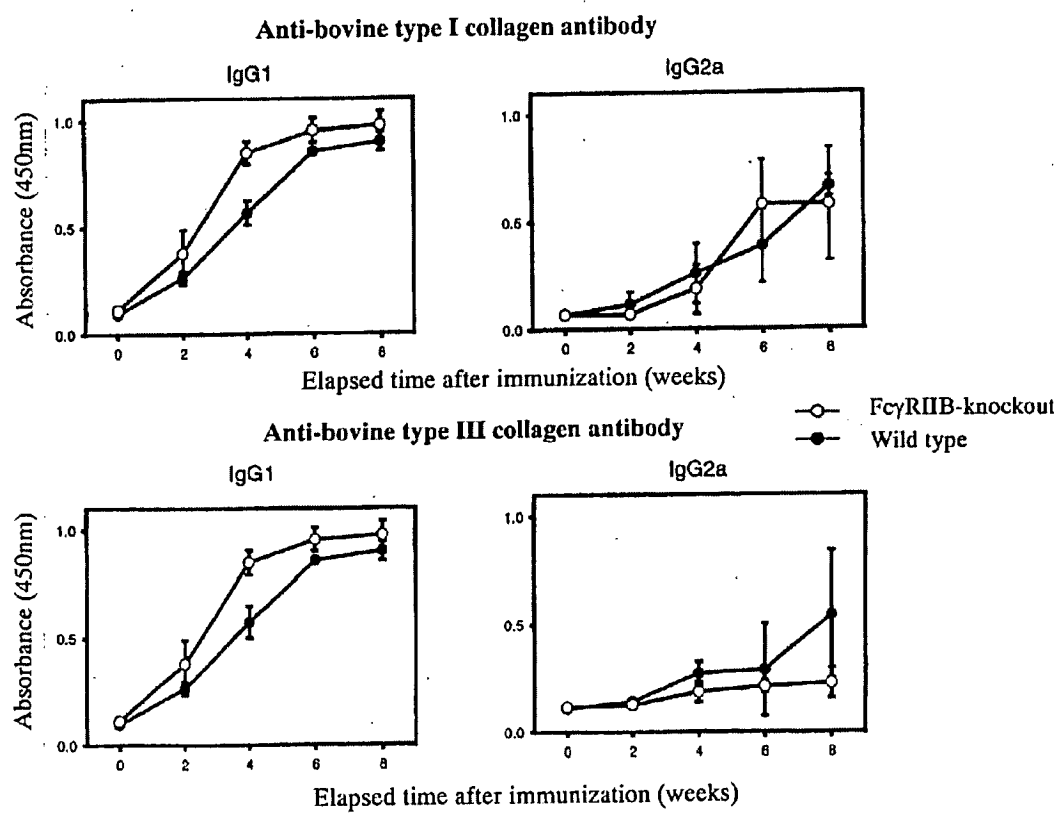 Anti-bovine type I collagen antibody
IgG1
IgG2a
Absorbance (450nm)
1.0
0.5
0.0
0 2 4 6 8
1.0
0.5
0.0
0 2 4 6 8
Elapsed time after immunization (weeks)
FcγRIIB-knockout
Wild type
Anti-bovine type III collagen antibody
IgG1
IgG2a
Absorbance (450nm)
1.0
0.5
0.0
0 2 4 6 8
1.0
0.5
0.0
0 2 4 6 8
Elapsed time after immunization (weeks)